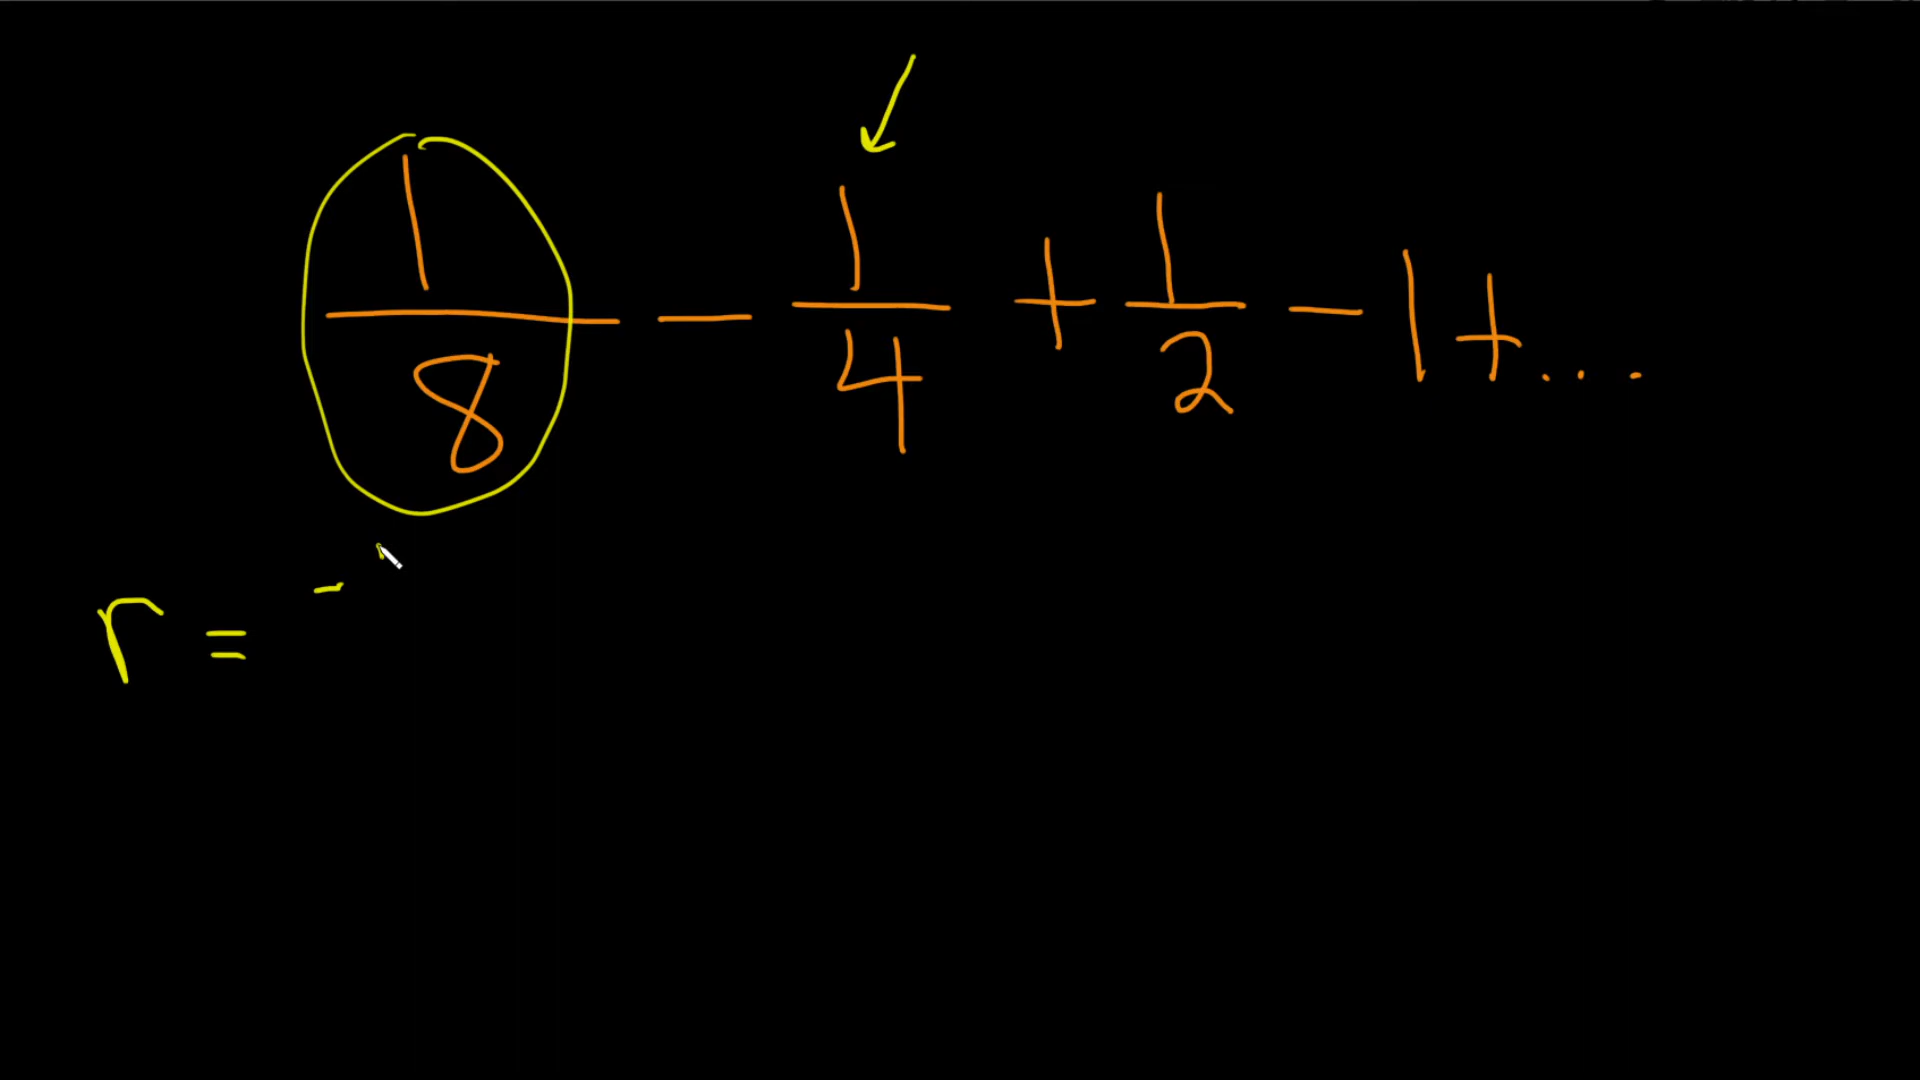 1/8 - 1/4 + 1/2 - 1 + ...
r = -